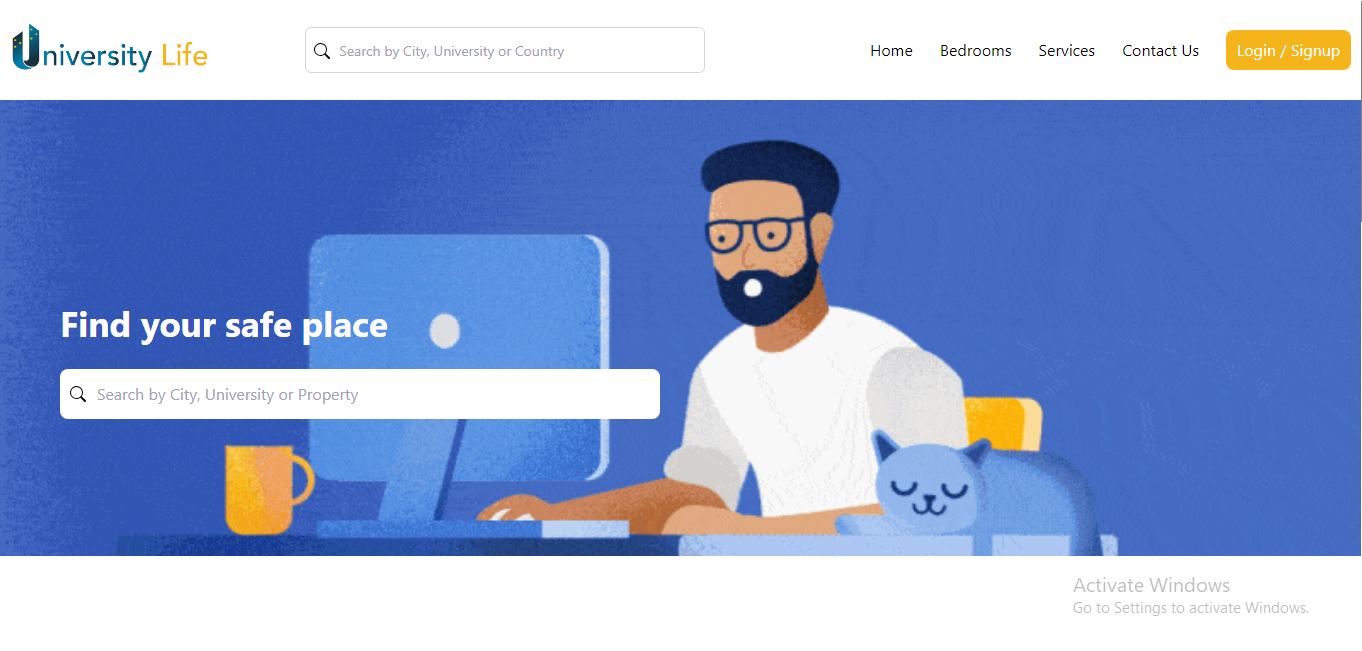 University Life
Search by City, University or Country
Home
Bedrooms
Services
Contact Us
Login / Signup
Find your safe place
Search by City, University or Property
Activate Windows
Go to Settings to activate Windows.